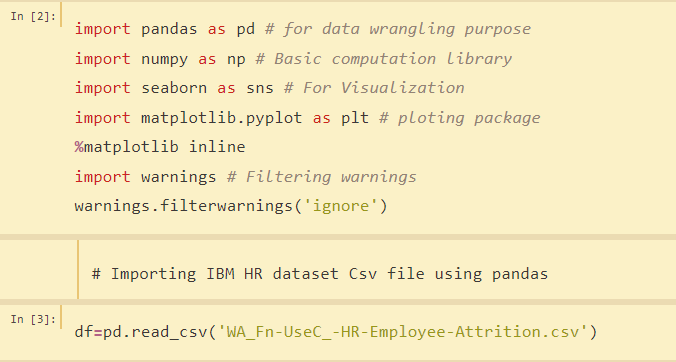 In [2]:
import pandas as pd # for data wrangling purpose
import numpy as np # Basic computation library
import seaborn as sns # For Visualization
import matplotlib.pyplot as plt # ploting package
%matplotlib inline
import warnings # Filtering warnings
warnings.filterwarnings('ignore')
# Importing IBM HR dataset Csv file using pandas
In [3]:
df=pd.read_csv('WA_Fn-UseC_-HR-Employee-Attrition.csv')